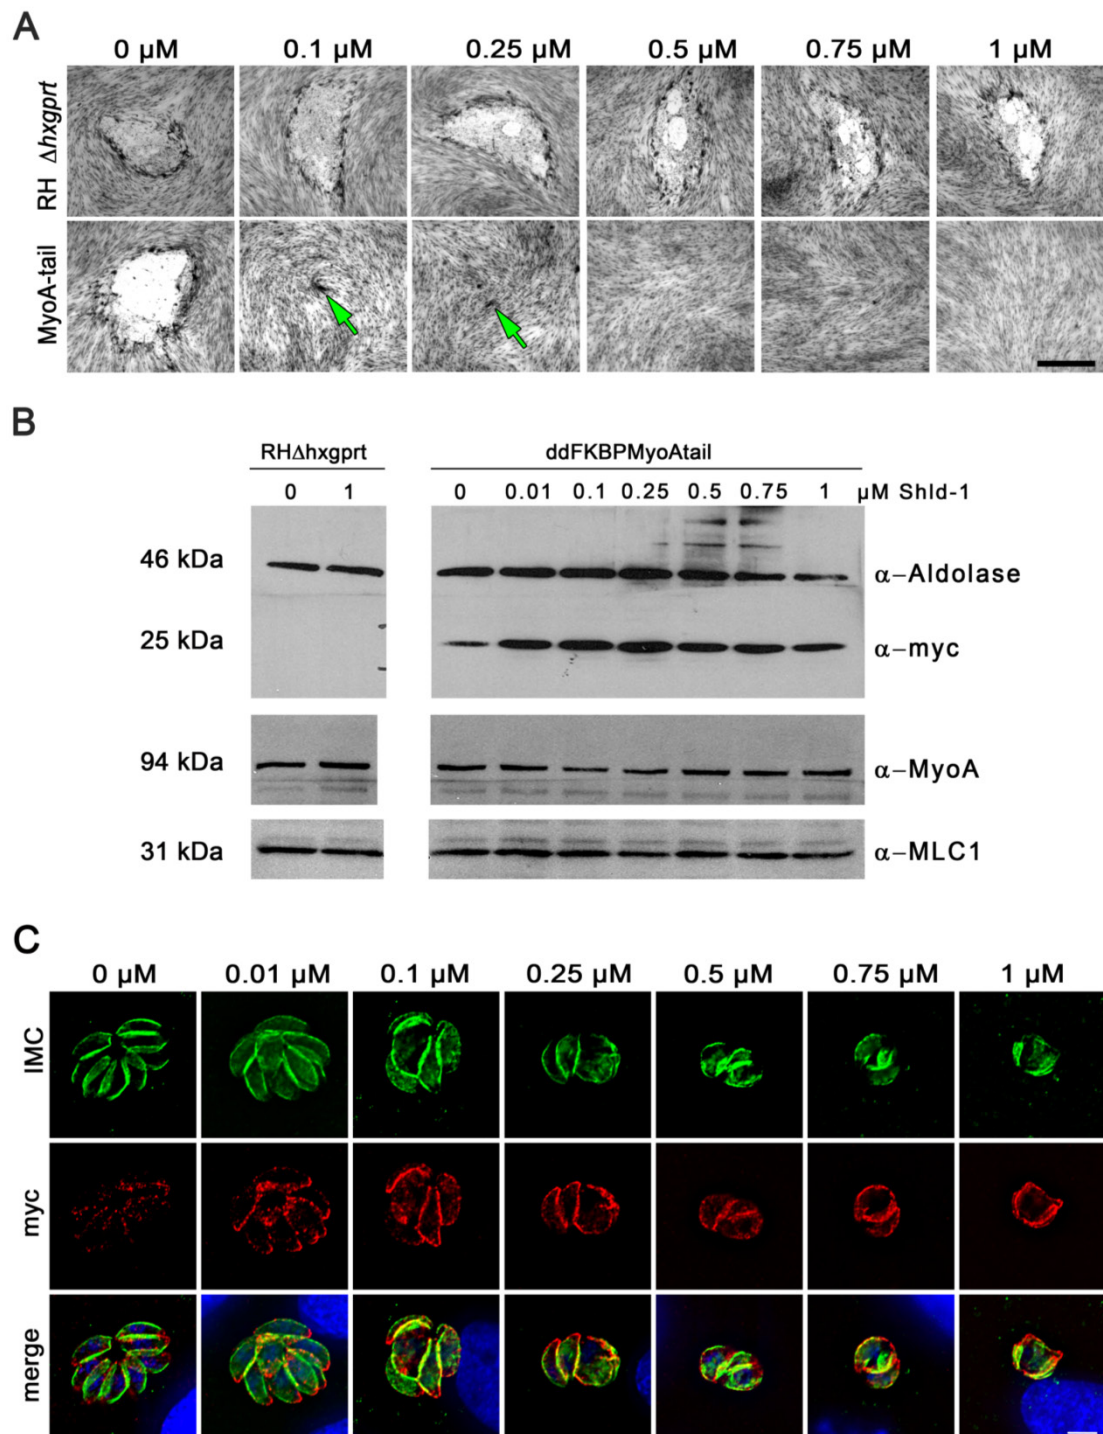 A
0 µM 0.1 µM 0.25 µM 0.5 µM 0.75 µM 1 µM
RH Δhxgprt
MyoA-tail
B
RHΔhxgprt ddFKBPMyoAtail
0 1 0 0.01 0.1 0.25 0.5 0.75 1 µM Shld-1
46 kDa α-Aldolase
25 kDa α-myc
94 kDa α-MyoA
31 kDa α-MLC1
C
0 µM 0.01 µM 0.1 µM 0.25 µM 0.5 µM 0.75 µM 1 µM
IMC
myc
merge